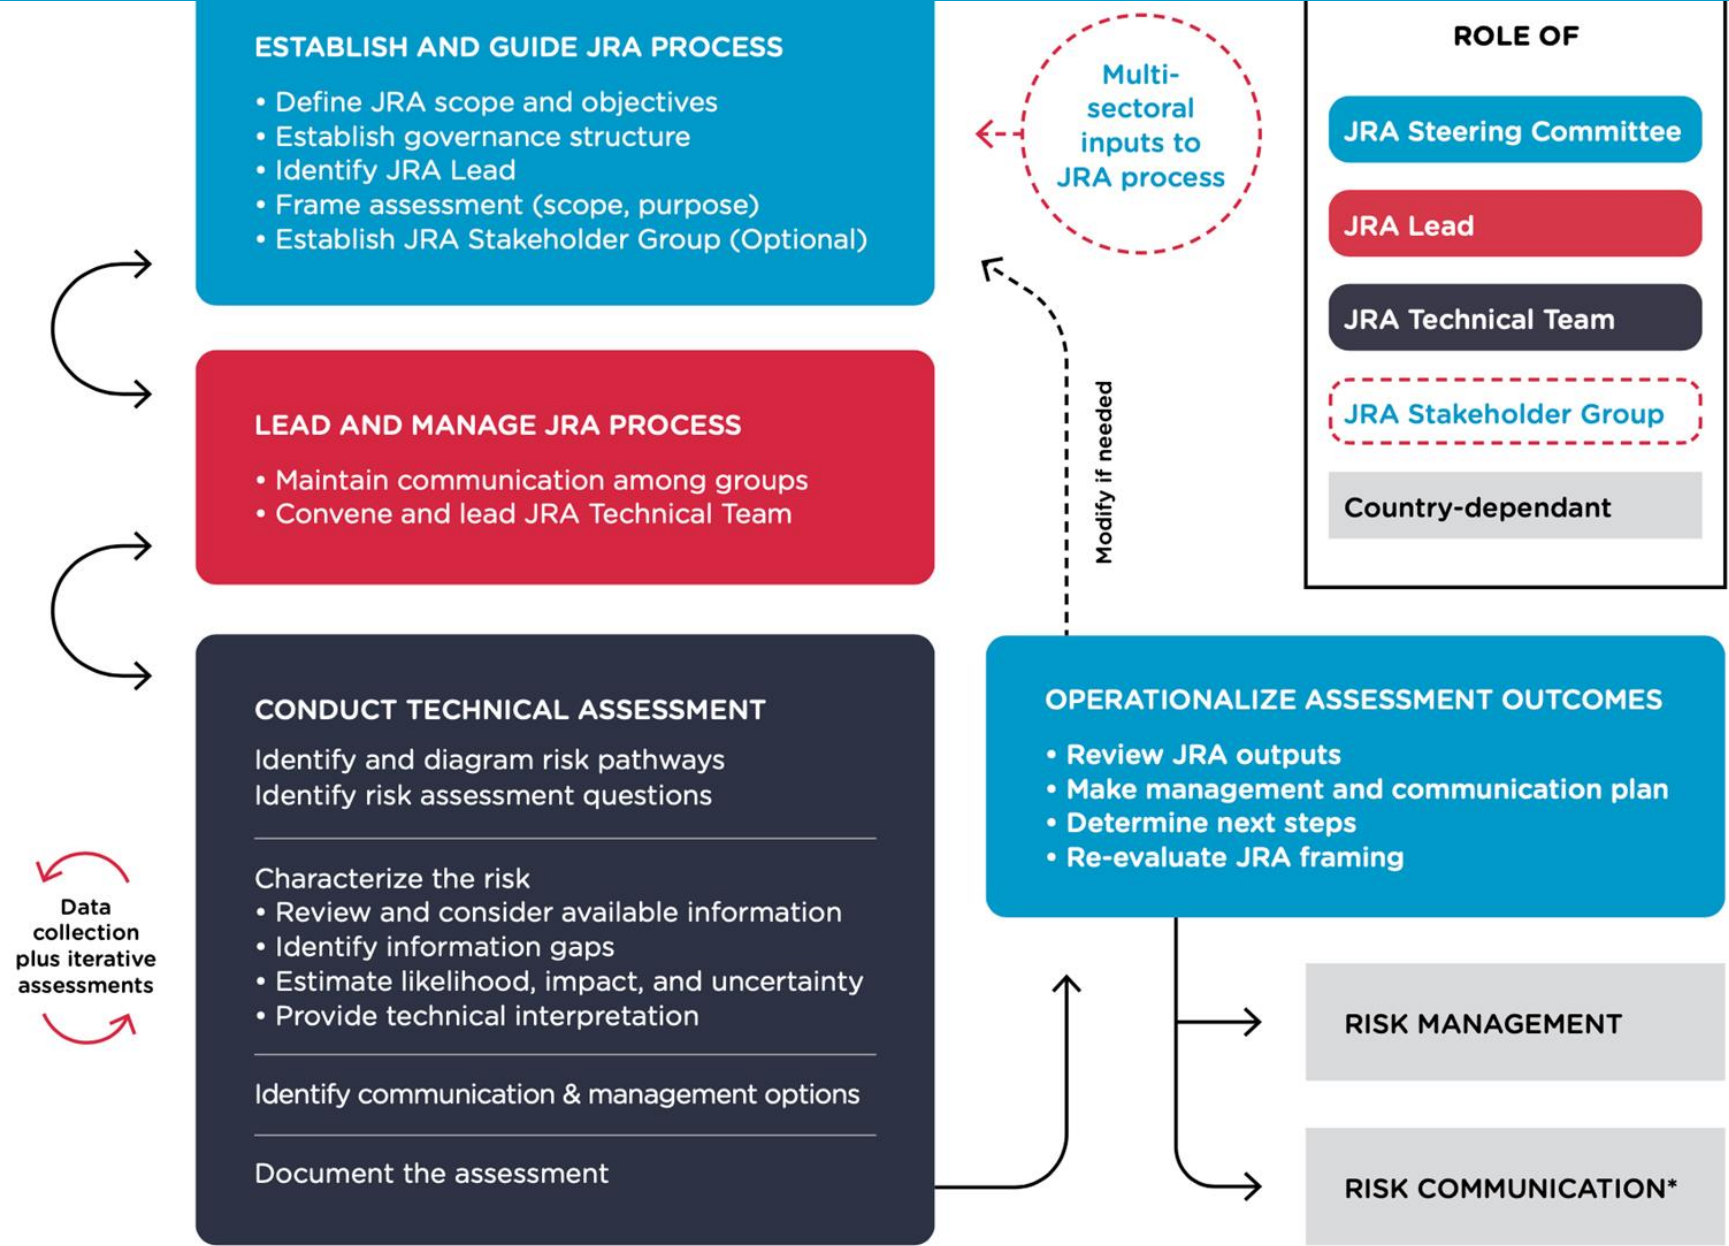 ESTABLISH AND GUIDE JRA PROCESS
• Define JRA scope and objectives
• Establish governance structure
• Identify JRA Lead
• Frame assessment (scope, purpose)
• Establish JRA Stakeholder Group (Optional)
Multi-
sectoral
inputs to
JRA process
ROLE OF
JRA Steering Committee
JRA Lead
JRA Technical Team
JRA Stakeholder Group
Country-dependant
LEAD AND MANAGE JRA PROCESS
• Maintain communication among groups
• Convene and lead JRA Technical Team
Modify if needed
CONDUCT TECHNICAL ASSESSMENT
Identify and diagram risk pathways
Identify risk assessment questions
Characterize the risk
• Review and consider available information
• Identify information gaps
• Estimate likelihood, impact, and uncertainty
• Provide technical interpretation
Identify communication & management options
Document the assessment
Data
collection
plus iterative
assessments
OPERATIONALIZE ASSESSMENT OUTCOMES
• Review JRA outputs
• Make management and communication plan
• Determine next steps
• Re-evaluate JRA framing
RISK MANAGEMENT
RISK COMMUNICATION*